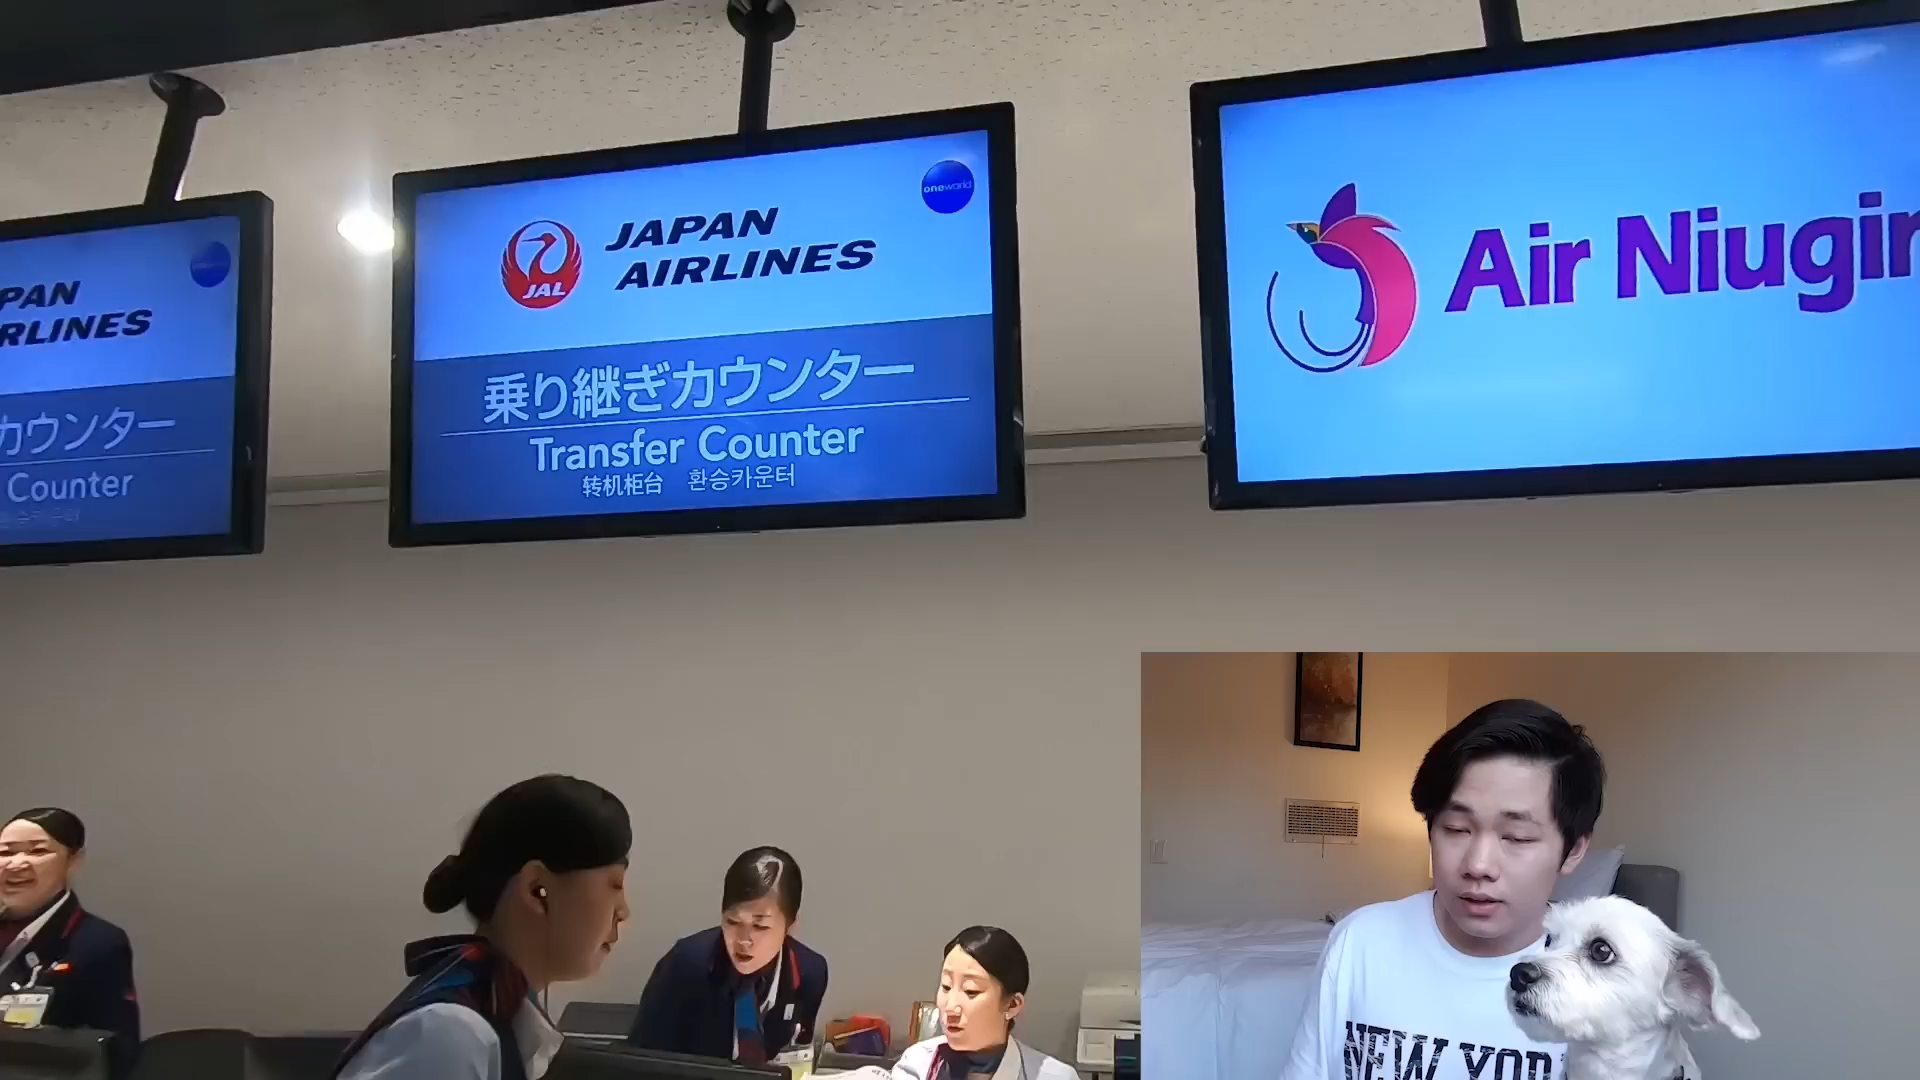 PAN
RLINES
カウンター
Counter
oneworld
JAPAN
AIRLINES
JAL
乗り継ぎカウンター
Transfer Counter
转机柜台 환승카운터
Air Niugin
NEW YOR